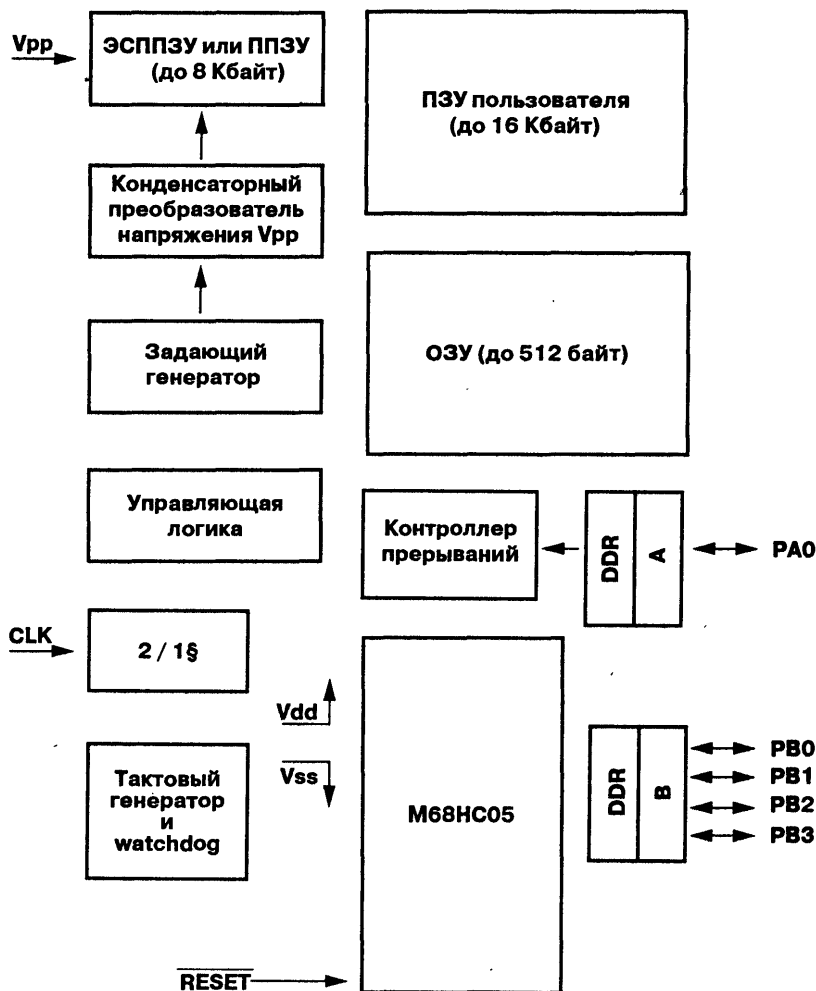 Vpp
ЭСППЗУ или ППЗУ
(до 8 Кбайт)
ПЗУ пользователя
(до 16 Кбайт)
Конденсаторный
преобразователь
напряжения Vpp
Задающий
генератор
ОЗУ (до 512 байт)
Управляющая
логика
Контроллер
прерываний
DDR
A
PA0
CLK
2 / 1§
Vdd
Vss
Тактовый
генератор
и
watchdog
M68HC05
DDR
B
PB0
PB1
PB2
PB3
RESET